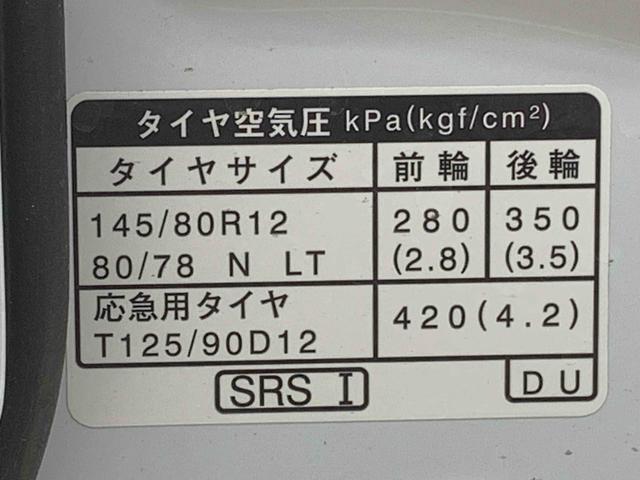 タイヤ空気圧 kPa(kgf/cm²)
タイヤサイズ 前輪 後輪
145/80R12 280 350
80/78 N LT (2.8) (3.5)
応急用タイヤ
T125/90D12 420(4.2)
SRS I DU